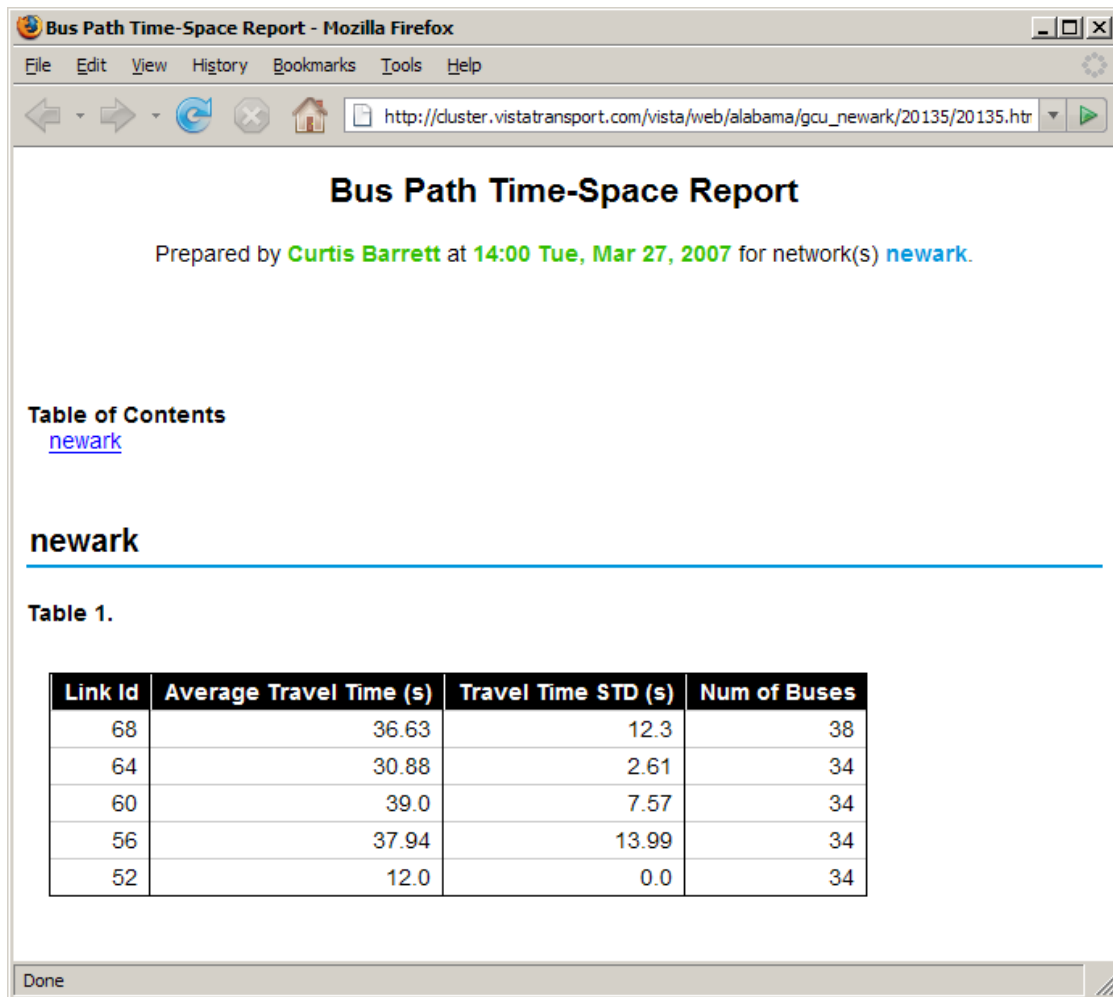 Bus Path Time-Space Report - Mozilla Firefox
File Edit View History Bookmarks Tools Help
http://cluster.vistatransport.com/vista/web/alabama/gcu_newark/20135/20135.htr
Bus Path Time-Space Report
Prepared by Curtis Barrett at 14:00 Tue, Mar 27, 2007 for network(s) newark.
Table of Contents
newark
newark
Table 1.
Link Id Average Travel Time (s) Travel Time STD (s) Num of Buses
68 36.63 12.3 38
64 30.88 2.61 34
60 39.0 7.57 34
56 37.94 13.99 34
52 12.0 0.0 34
Done